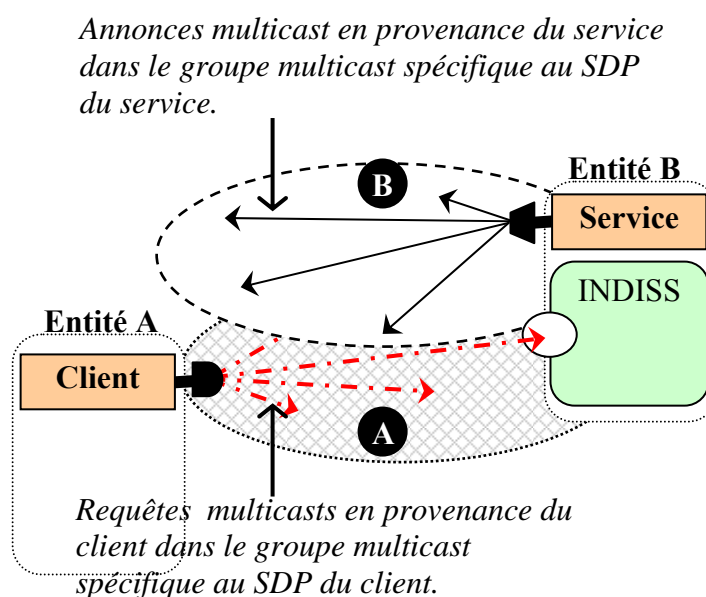 Annonces multicast en provenance du service
dans le groupe multicast spécifique au SDP
du service.
B
Entité B
Service
INDISS
Entité A
Client
A
Requêtes  multicasts en provenance du
client dans le groupe multicast
spécifique au SDP du client.